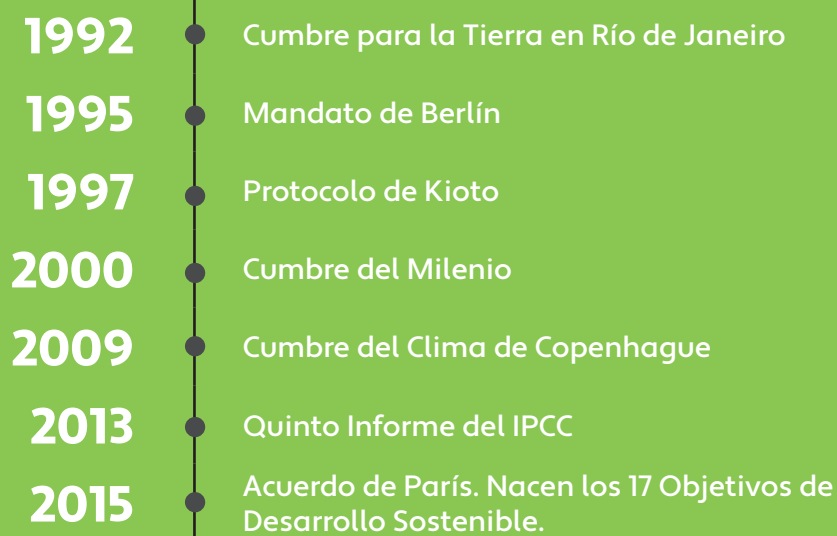 1992 Cumbre para la Tierra en Río de Janeiro
1995 Mandato de Berlín
1997 Protocolo de Kioto
2000 Cumbre del Milenio
2009 Cumbre del Clima de Copenhague
2013 Quinto Informe del IPCC
2015 Acuerdo de París. Nacen los 17 Objetivos de
Desarrollo Sostenible.